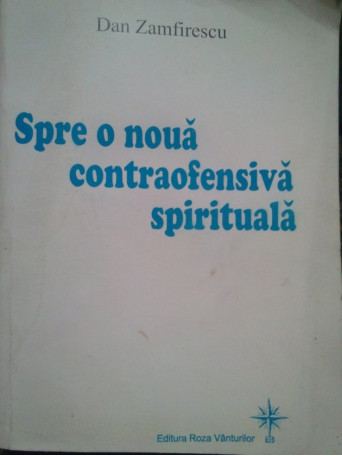 Dan Zamfirescu
Spre o nouă
contraofensivă
spirituală
Editura Roza Vânturilor